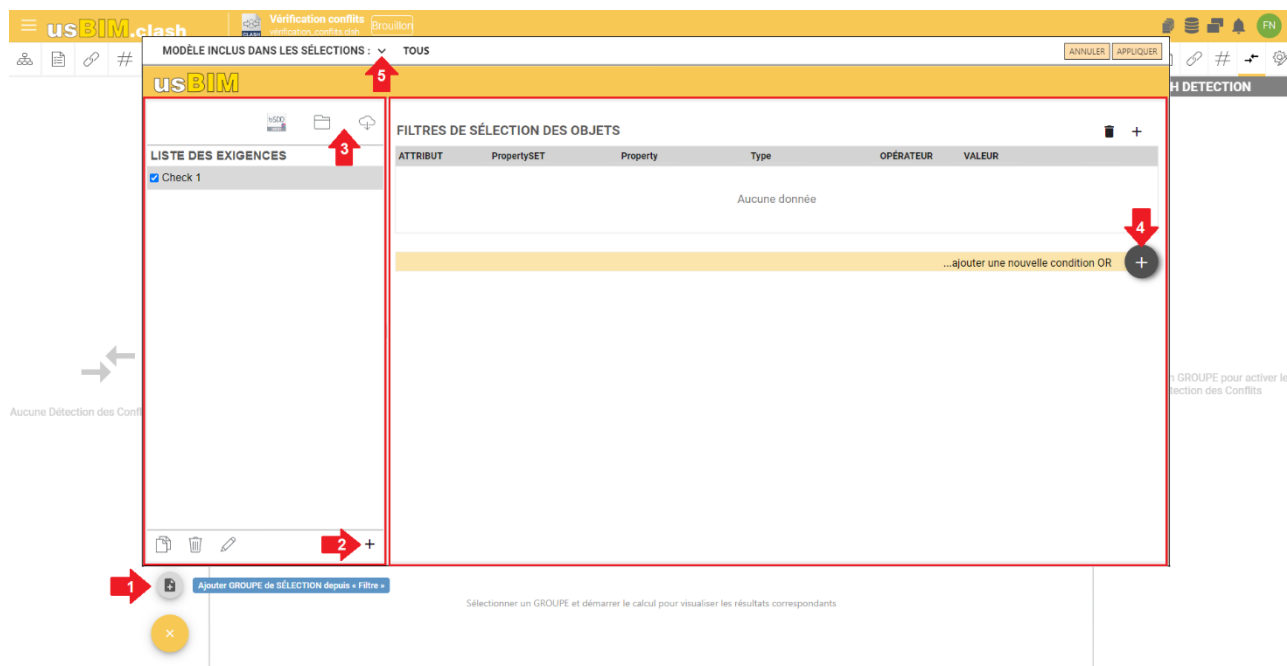 usBIM.clash
Vérification conflits
vérification_conflits.clsh
Brouillon
CLASH
FN
MODÈLE INCLUS DANS LES SÉLECTIONS :
TOUS
ANNULER
APPLIQUER
5
usBIM
H DETECTION
bSDD
3
LISTE DES EXIGENCES
Check 1
FILTRES DE SÉLECTION DES OBJETS
ATTRIBUT PropertySET Property Type OPÉRATEUR VALEUR
Aucune donnée
4
...ajouter une nouvelle condition OR
Aucune Détection des Confl
n GROUPE pour activer le
tection des Conflits
2
1
Ajouter GROUPE de SÉLECTION depuis « Filtre »
Sélectionner un GROUPE et démarrer le calcul pour visualiser les résultats correspondants